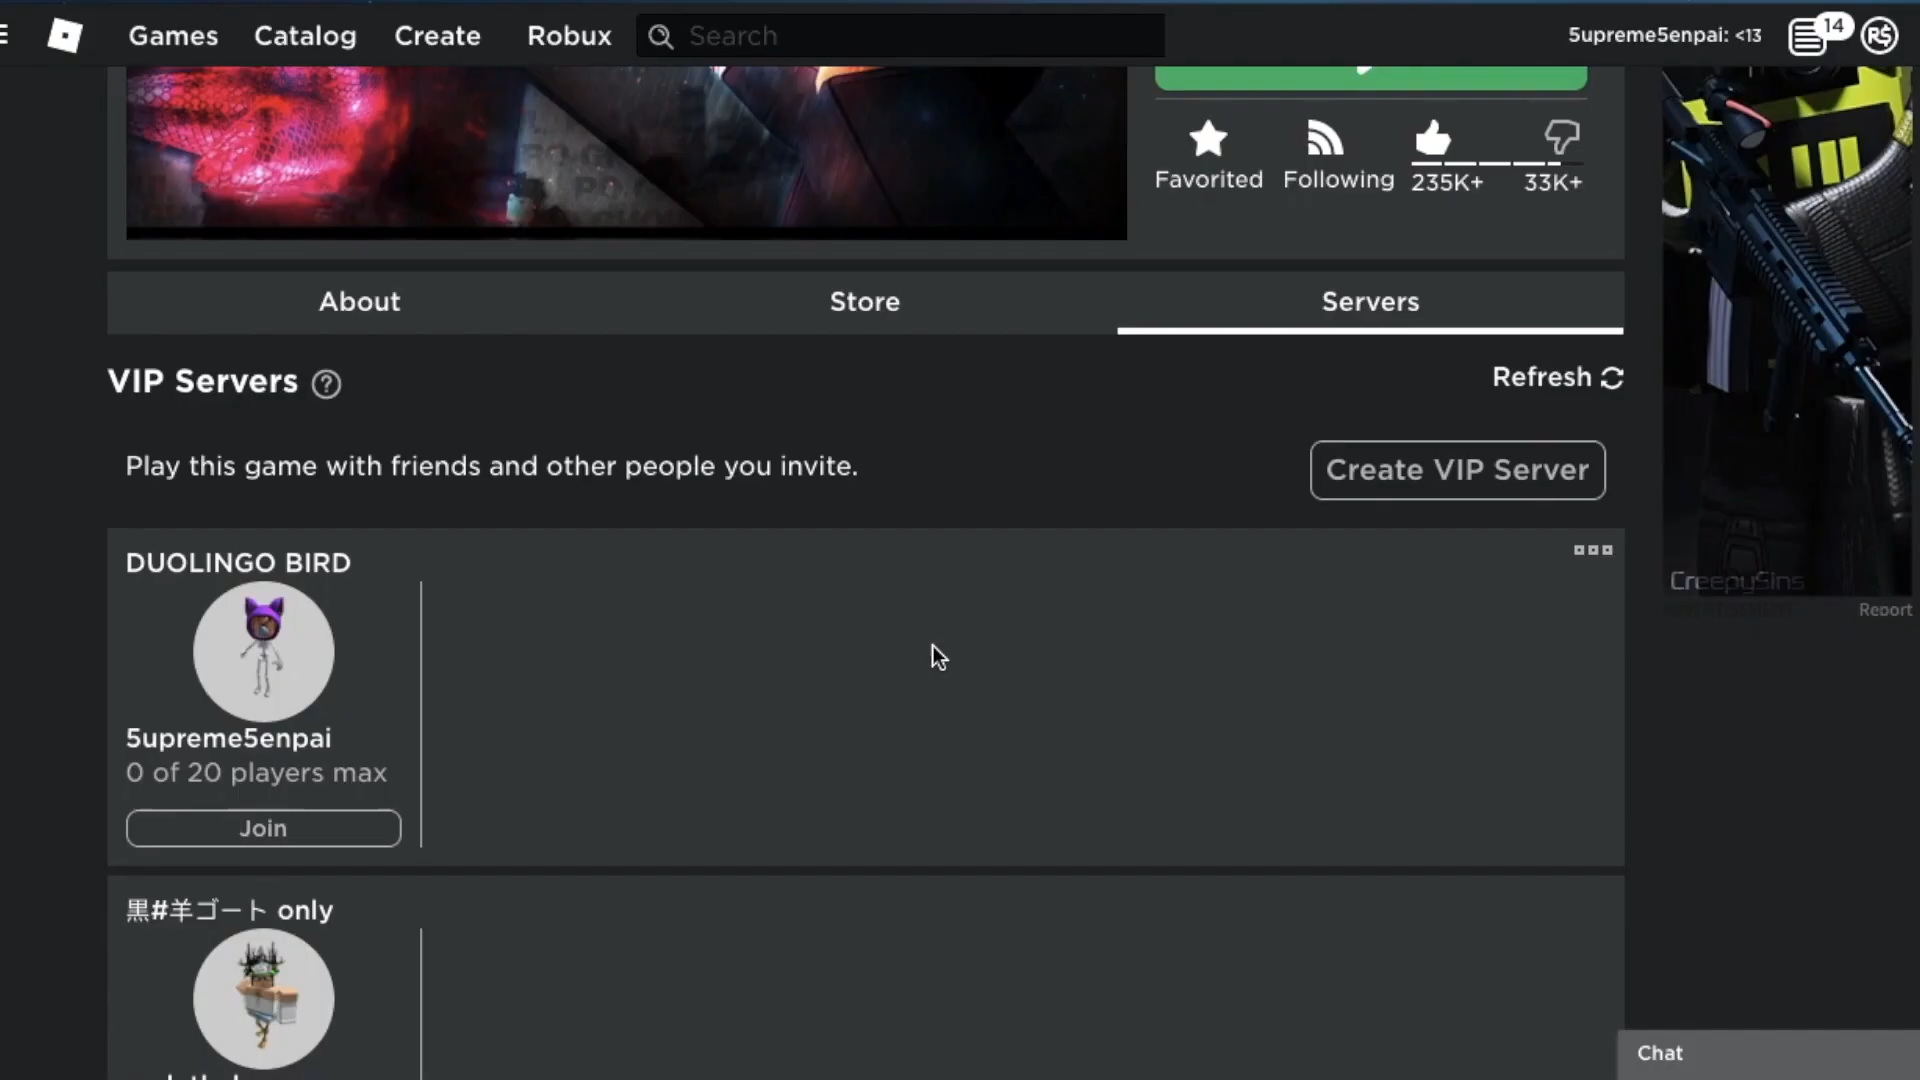 Games Catalog Create Robux Search 5upreme5enpai: <13 14 R$
Favorited Following 235K+ 33K+
About Store Servers
VIP Servers ? Refresh
Play this game with friends and other people you invite. Create VIP Server
DUOLINGO BIRD
5upreme5enpai
0 of 20 players max
Join
黒#羊ゴート only
CreepySins
Report
Chat